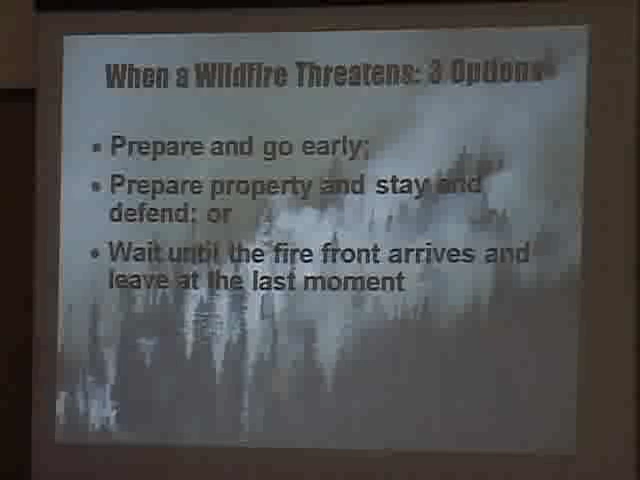 When a Wildfire Threatens: 3 Options
• Prepare and go early;
• Prepare property and stay and
defend; or
• Wait until the fire front arrives and
leave at the last moment